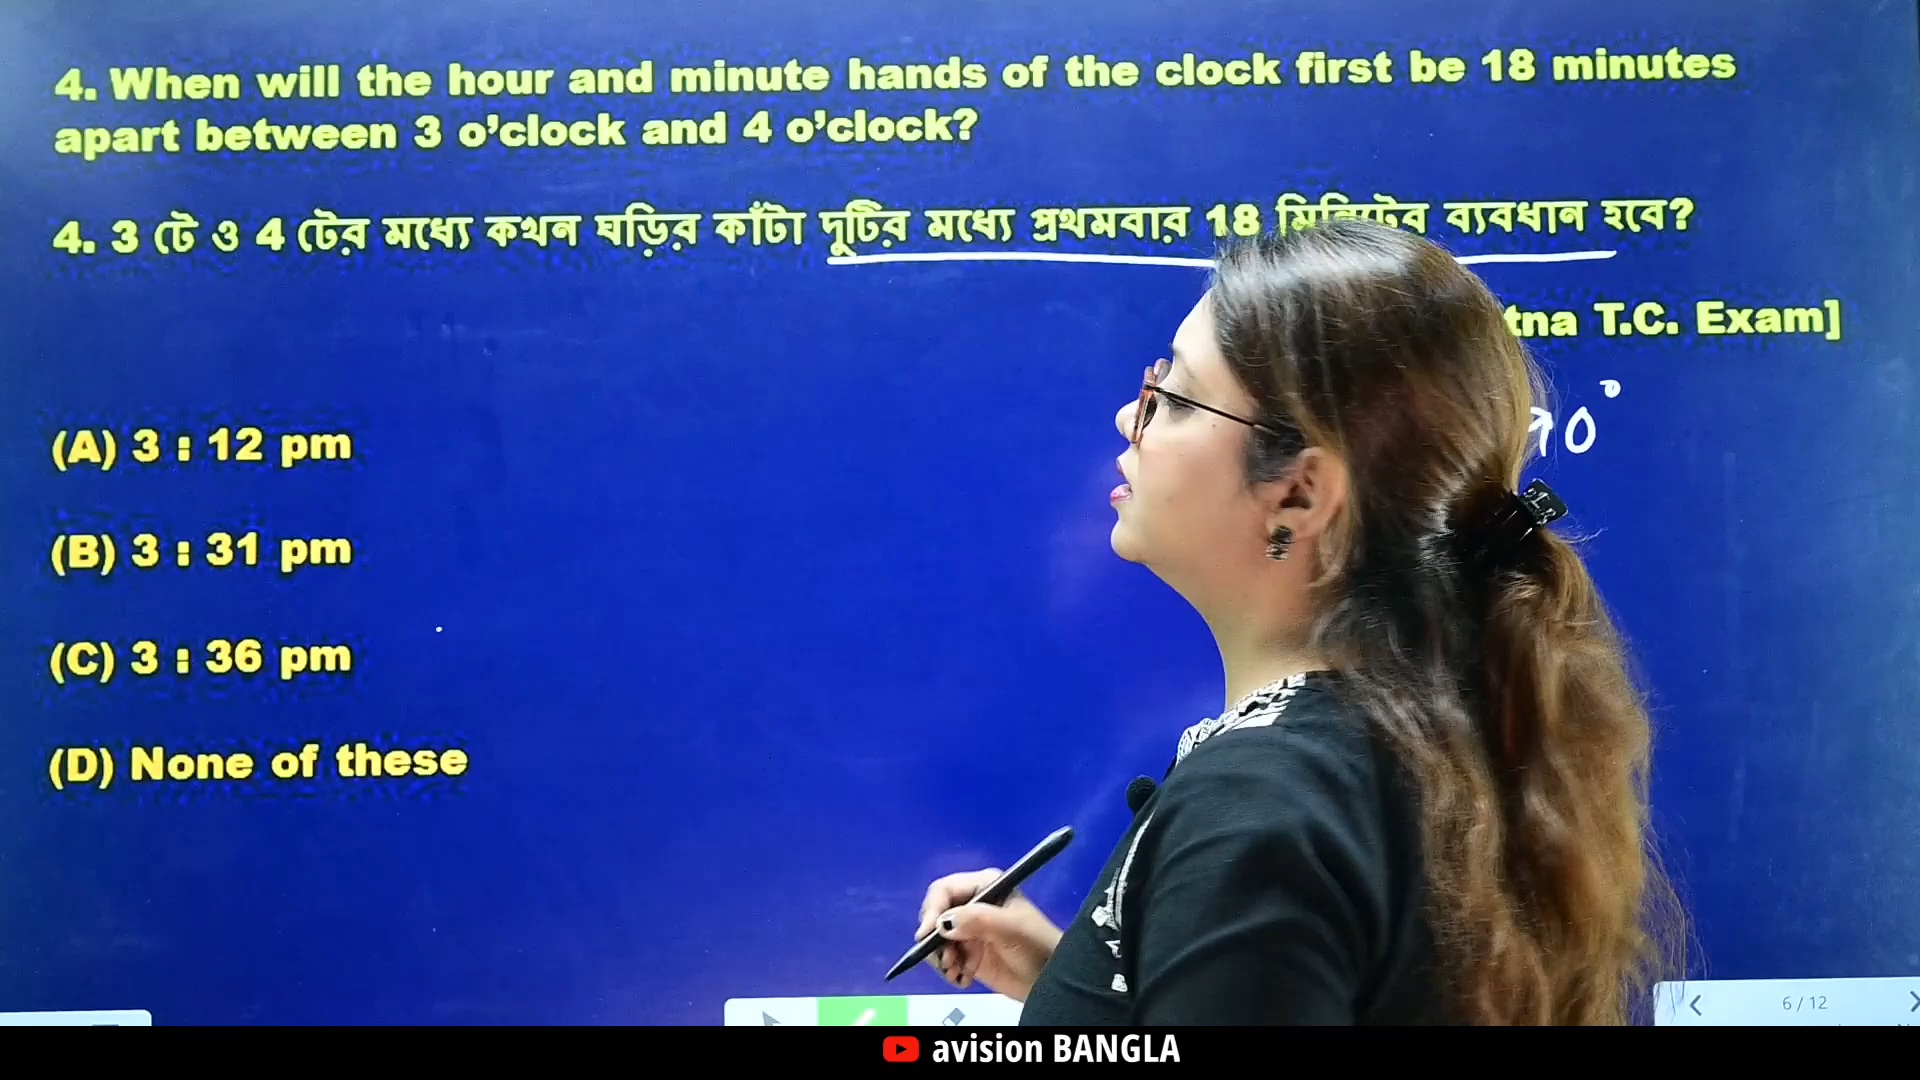 4. When will the hour and minute hands of the clock first be 18 minutes
apart between 3 o'clock and 4 o'clock?
4. 3 টে ও 4 টের মধ্যে কখন ঘড়ির কাঁটা দুটির মধ্যে প্রথমবার 18 মিনিটের ব্যবধান হবে?
T.C. Exam]
(A) 3 : 12 pm
(B) 3 : 31 pm
(C) 3 : 36 pm
(D) None of these
6 / 12
avision BANGLA